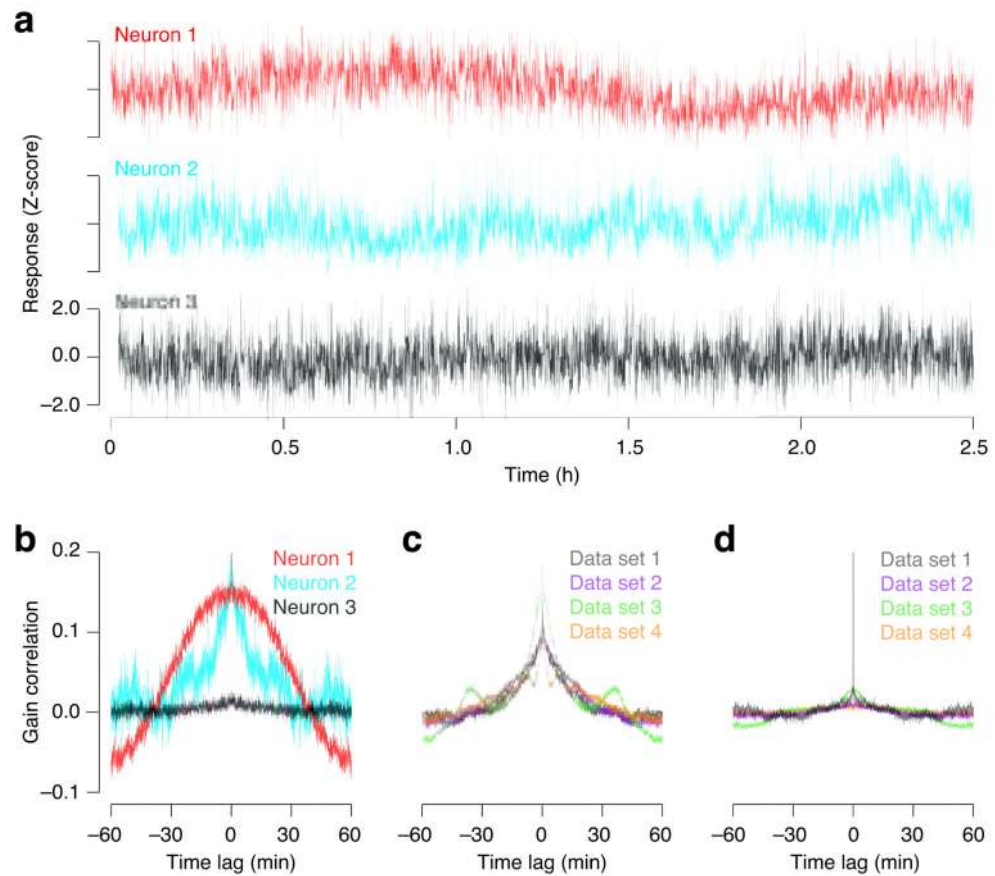 a
Neuron 1
Neuron 2
Neuron 3
Response (Z-score)
2.0
0.0
−2.0
0 0.5 1.0 1.5 2.0 2.5
Time (h)
b
0.2
0.1
0.0
−0.1
Gain correlation
Neuron 1
Neuron 2
Neuron 3
−60 −30 0 30 60
Time lag (min)
c
Data set 1
Data set 2
Data set 3
Data set 4
−60 −30 0 30 60
Time lag (min)
d
Data set 1
Data set 2
Data set 3
Data set 4
−60 −30 0 30 60
Time lag (min)